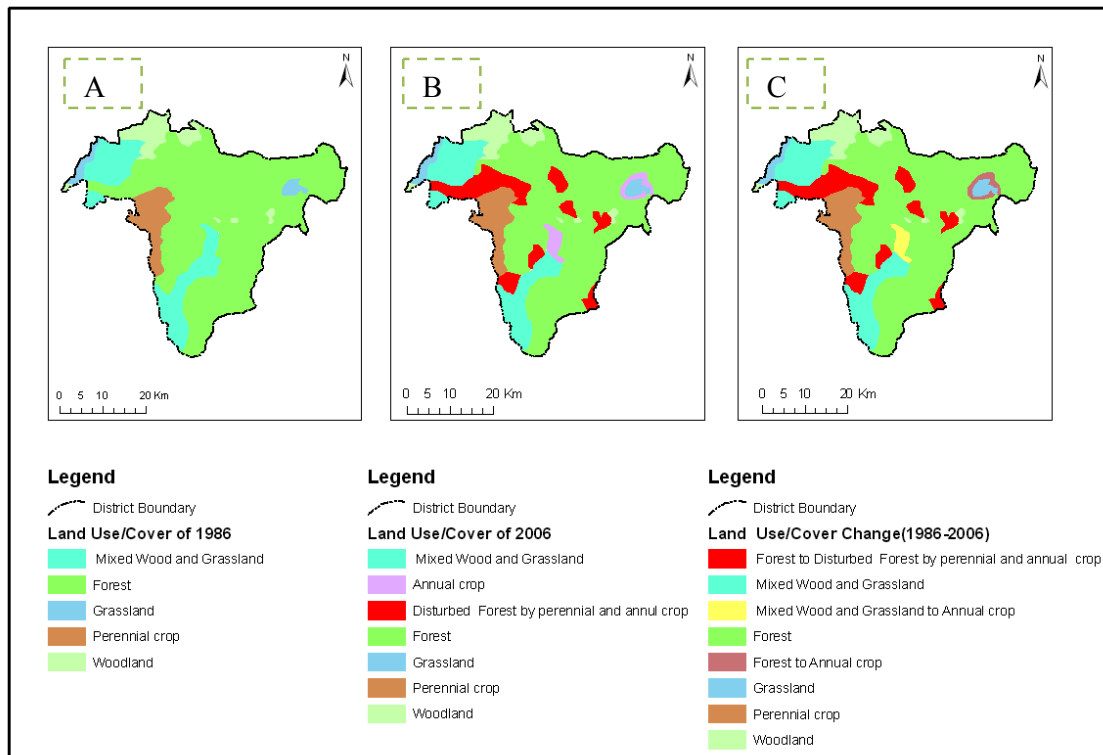 A
N
0 5 10 20 Km
B
N
0 5 10 20 Km
C
N
0 5 10 20 Km
Legend
District Boundary
Land Use/Cover of 1986
Mixed Wood and Grassland
Forest
Grassland
Perennial crop
Woodland
Legend
District Boundary
Land Use/Cover of 2006
Mixed Wood and Grassland
Annual crop
Disturbed Forest by perennial and annul crop
Forest
Grassland
Perennial crop
Woodland
Legend
District Boundary
Land Use/Cover Change(1986-2006)
Forest to Disturbed Forest by perennial and annual crop
Mixed Wood and Grassland
Mixed Wood and Grassland to Annual crop
Forest
Forest to Annual crop
Grassland
Perennial crop
Woodland